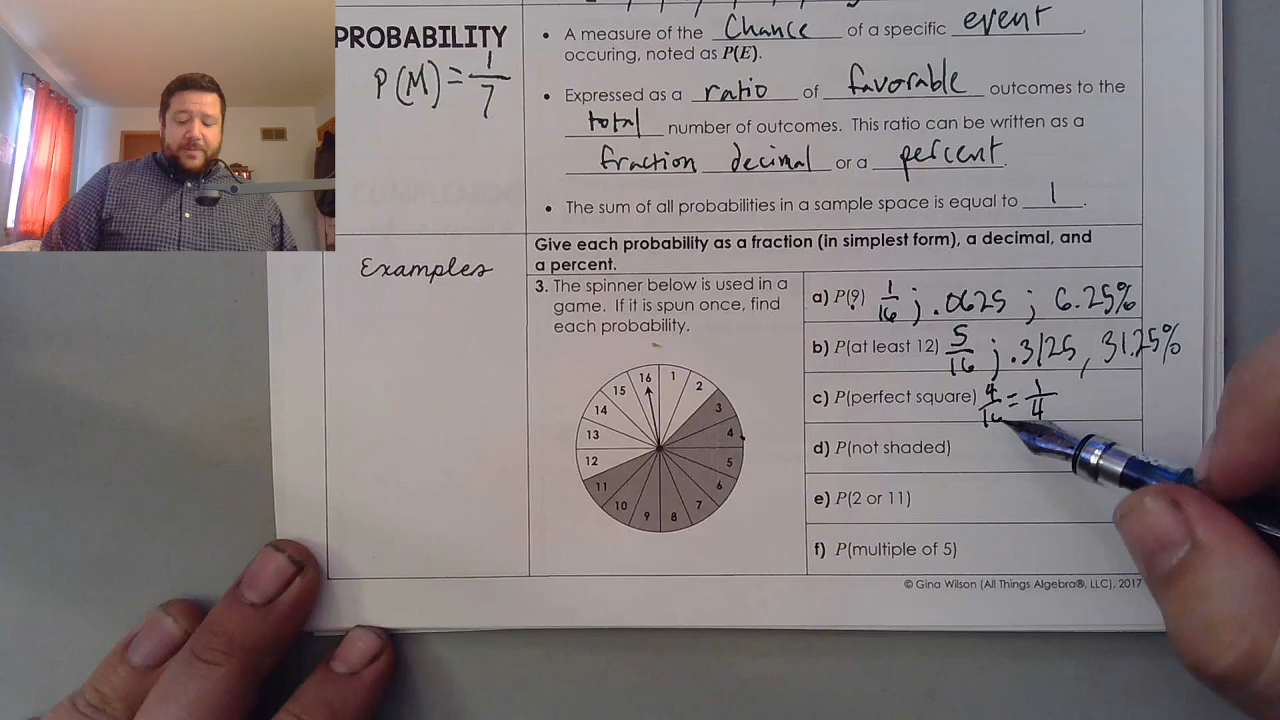 PROBABILITY
P(M) = 1/7
• A measure of the Chance of a specific event,
occuring, noted as P(E).
• Expressed as a ratio of favorable outcomes to the
total number of outcomes. This ratio can be written as a
fraction decimal or a percent.
• The sum of all probabilities in a sample space is equal to 1.
Examples
Give each probability as a fraction (in simplest form), a decimal, and
a percent.
3. The spinner below is used in a
game. If it is spun once, find
each probability.
16 1 2 3 4 5 6 7 8 9 10 11 12 13 14 15
a) P(9) 1/16 ; .0625 ; 6.25%
b) P(at least 12) 5/16 ; .3125, 31.25%
c) P(perfect square) 4/16 = 1/4
d) P(not shaded)
e) P(2 or 11)
f) P(multiple of 5)
© Gina Wilson (All Things Algebra®, LLC), 2017